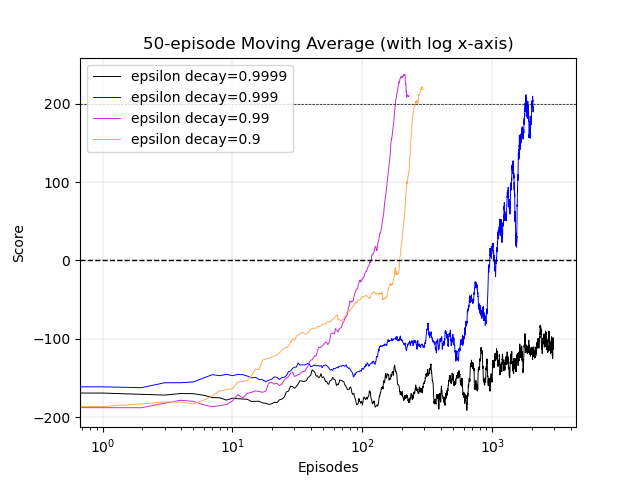 50-episode Moving Average (with log x-axis)
epsilon decay=0.9999
epsilon decay=0.999
epsilon decay=0.99
epsilon decay=0.9
200
100
0
−100
−200
Score
10⁰
10¹
10²
10³
Episodes